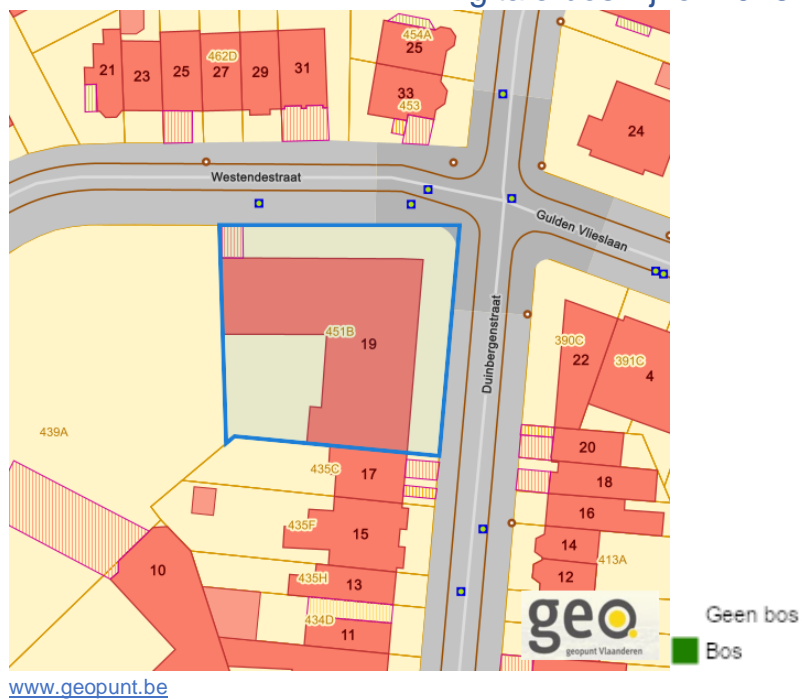 454A
21
23
25
462D
27
29
31
25
33
453
24
Westendestraat
Gulden Vlieslaan
Duinbergenstraat
451B
19
390C
22
391C
4
439A
435C
17
20
18
16
435F
15
14
413A
10
435H
13
12
434D
11
geo
geopunt Vlaanderen
Geen bos
Bos
www.geopunt.be